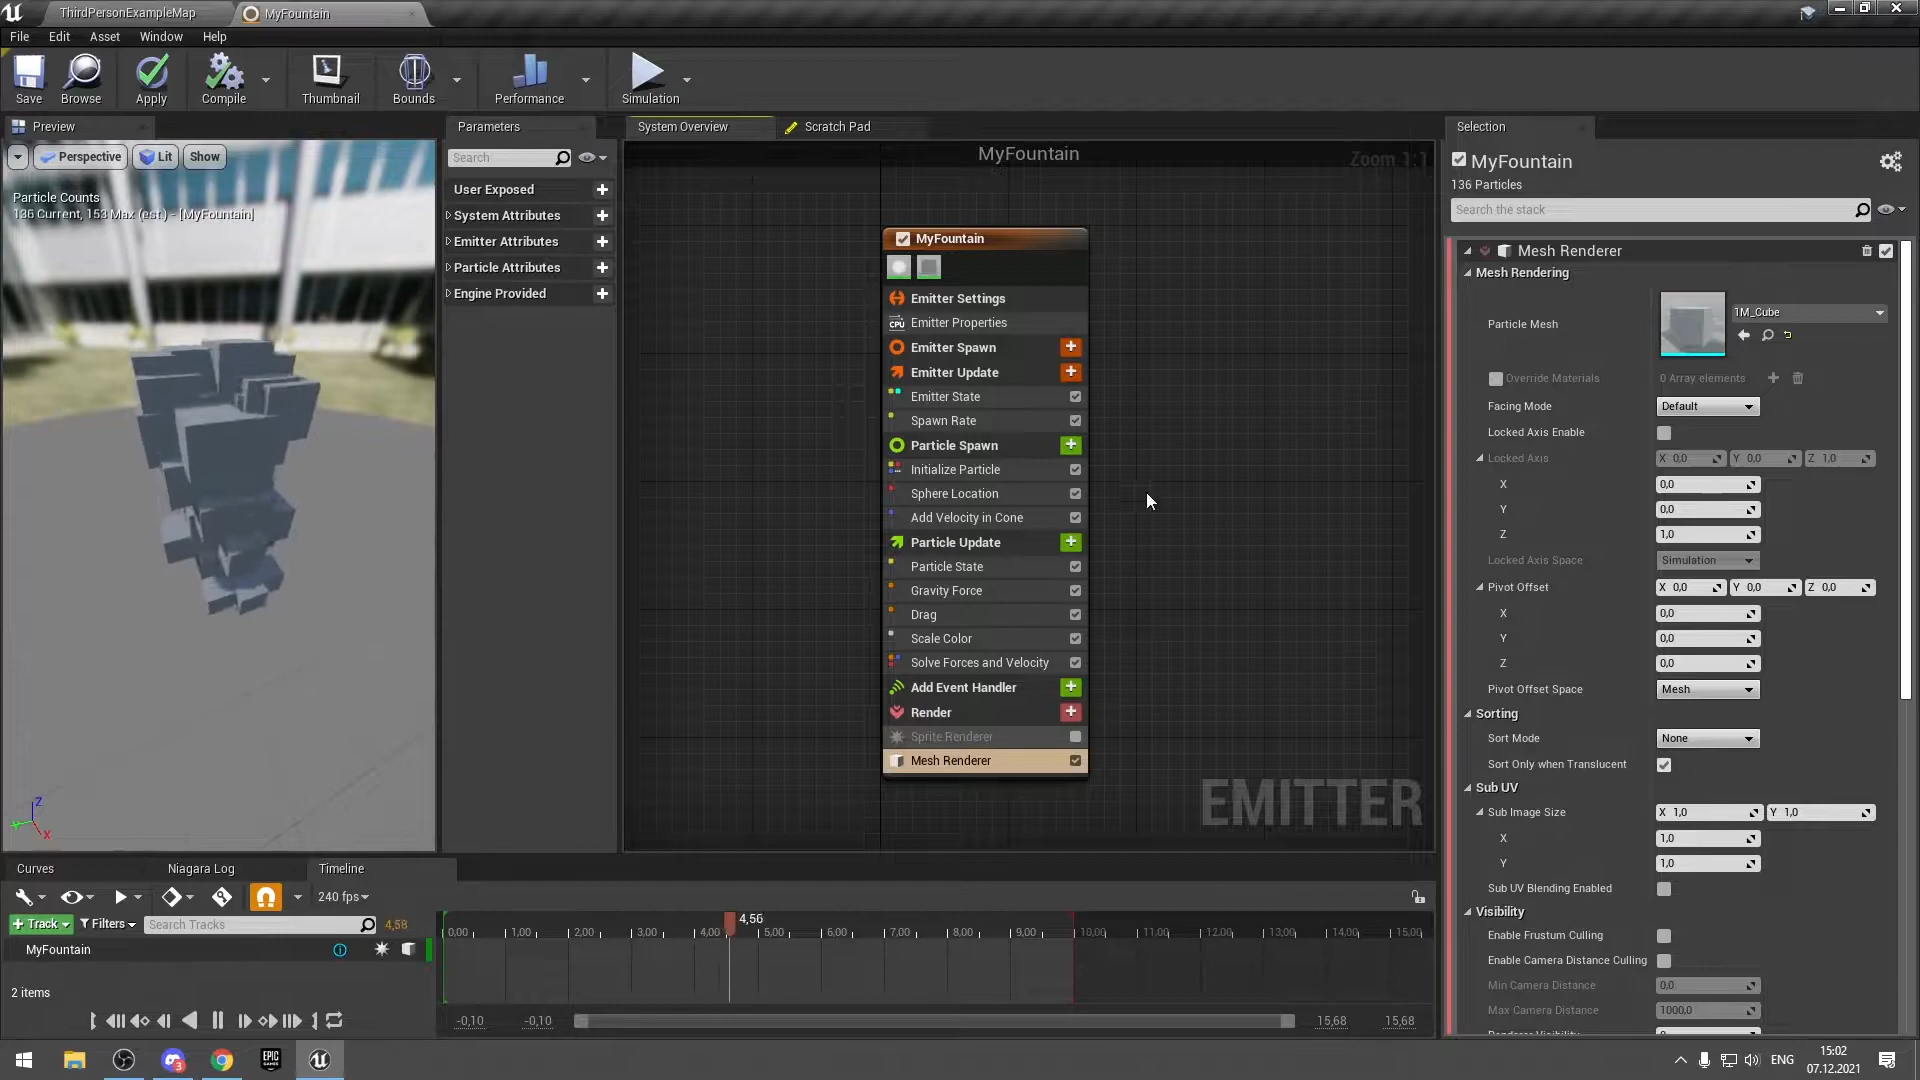 ThirdPersonExampleMap
MyFountain
File Edit Asset Window Help
Save Browse Apply Compile Thumbnail Bounds Performance Simulation
Preview
Perspective Lit Show
Particle Counts
136 Current, 153 Max (est.) - [MyFountain]
Z
Y
X
Parameters
Search
User Exposed
System Attributes
Emitter Attributes
Particle Attributes
Engine Provided
System Overview Scratch Pad
MyFountain
Zoom 1:1
MyFountain
Emitter Settings
CPU Emitter Properties
Emitter Spawn
Emitter Update
Emitter State
Spawn Rate
Particle Spawn
Initialize Particle
Sphere Location
Add Velocity in Cone
Particle Update
Particle State
Gravity Force
Drag
Scale Color
Solve Forces and Velocity
Add Event Handler
Render
Sprite Renderer
Mesh Renderer
EMITTER
Selection
MyFountain
136 Particles
Search the stack
Mesh Renderer
Mesh Rendering
Particle Mesh 1M_Cube
Override Materials 0 Array elements
Facing Mode Default
Locked Axis Enable
Locked Axis X 0,0 Y 0,0 Z 1,0
X 0,0
Y 0,0
Z 1,0
Locked Axis Space Simulation
Pivot Offset X 0,0 Y 0,0 Z 0,0
X 0,0
Y 0,0
Z 0,0
Pivot Offset Space Mesh
Sorting
Sort Mode None
Sort Only when Translucent
Sub UV
Sub Image Size X 1,0 Y 1,0
X 1,0
Y 1,0
Sub UV Blending Enabled
Visibility
Enable Frustum Culling
Enable Camera Distance Culling
Min Camera Distance 0,0
Max Camera Distance 1000,0
Curves Niagara Log Timeline
240 fps
Track Filters Search Tracks 4,58
MyFountain
2 items
4,56
0,00 1,00 2,00 3,00 4,00 5,00 6,00 7,00 8,00 9,00 10,00 11,00 12,00 13,00 14,00 15,00
-0,10 -0,10 15,68 15,68
EPIC GAMES
3
ENG
15:02
07.12.2021